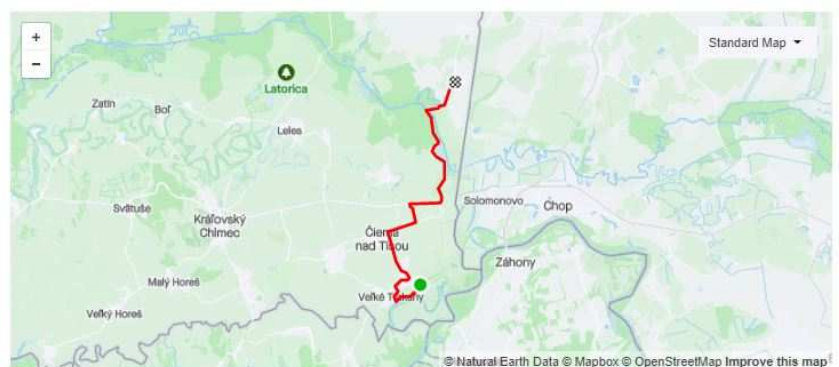 +
-
Standard Map
Latorica
Zatín
Boľ
Leles
Svätuše
Kráľovský
Chlmec
Solomonovo
Chop
Čierna
nad Tisou
Záhony
Malý Horeš
Veľké Trakany
Veľký Horeš
© Natural Earth Data © Mapbox © OpenStreetMap Improve this map